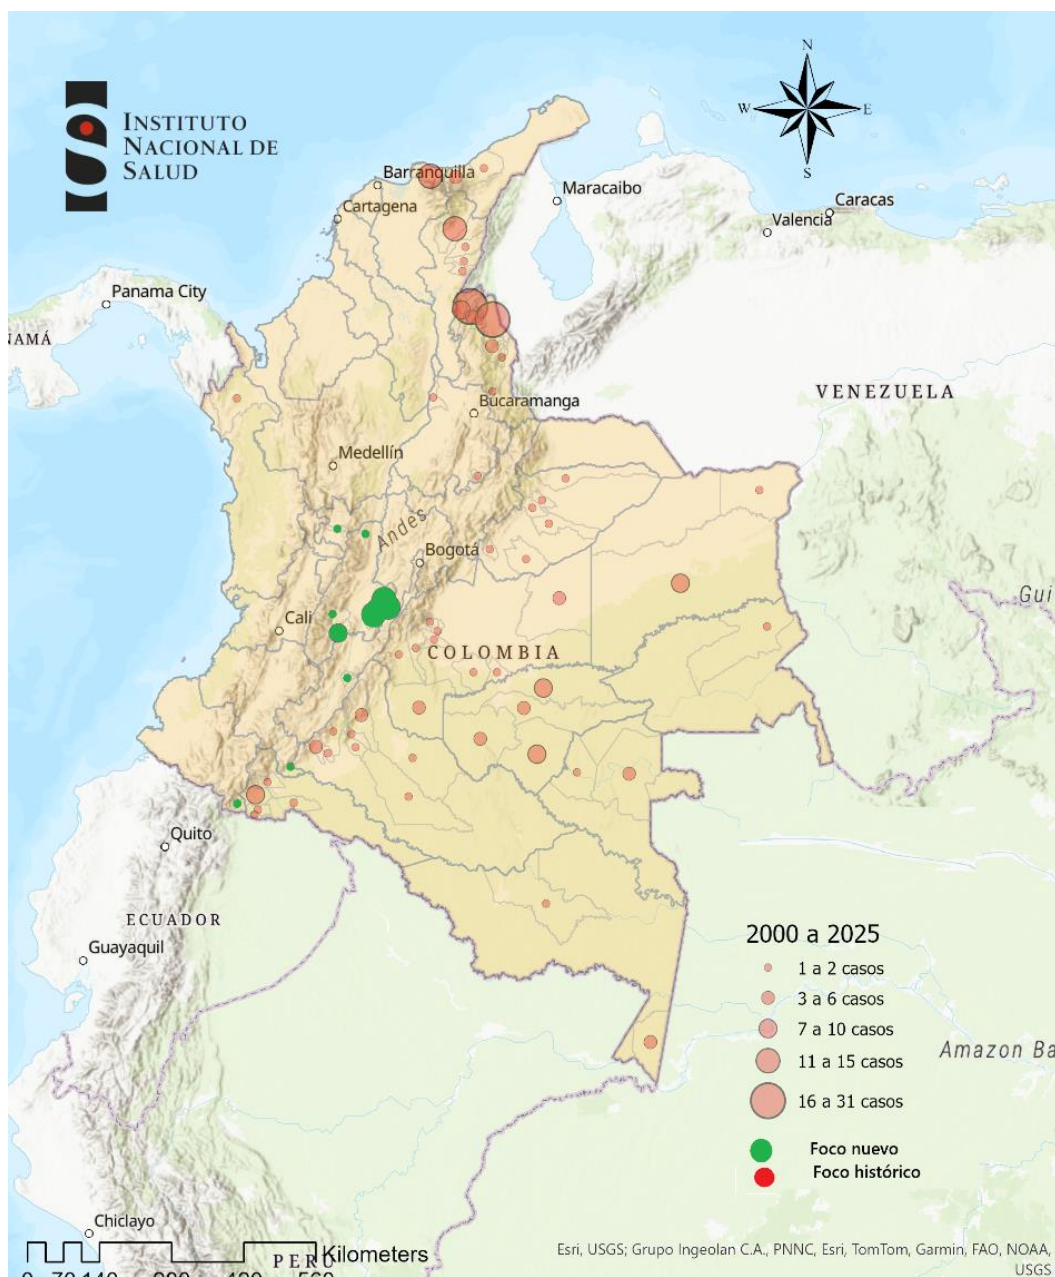 INSTITUTO
NACIONAL DE
SALUD
N
W
E
S
Barranquilla
Maracaibo
Cartagena
Caracas
Valencia
Panama City
VENEZUELA
Bucaramanga
Medellín
Andes
Bogotá
Gui
Cali
COLOMBIA
Quito
ECUADOR
Guayaquil
2000 a 2025
1 a 2 casos
3 a 6 casos
7 a 10 casos
11 a 15 casos
16 a 31 casos
Amazon Ba
Foco nuevo
Foco histórico
Chiclayo
Kilometers
PERÚ
Esri, USGS; Grupo Ingeolan C.A., PNNC, Esri, TomTom, Garmin, FAO, NOAA,
USGS